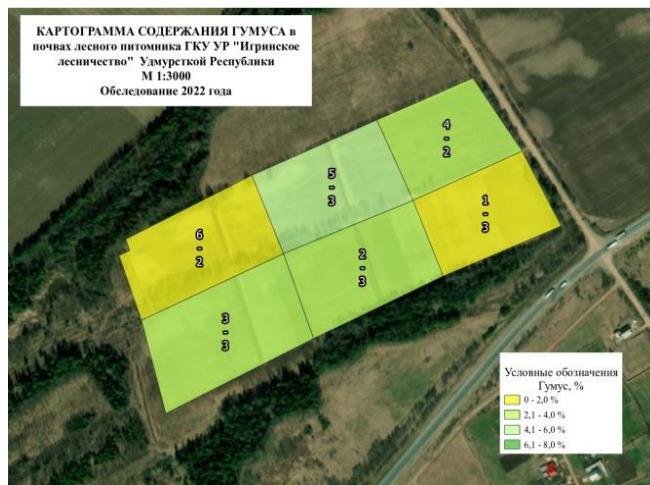 КАРТОГРАММА СОДЕРЖАНИЯ ГУМУСА в
почвах лесного питомника ГКУ УР "Игринское
лесничество" Удмурсткой Республики
М 1:3000
Обследование 2022 года
4
-
2
5
-
3
1
-
3
6
-
2
2
-
3
3
-
3
Условные обозначения
Гумус, %
0 - 2,0 %
2,1 - 4,0 %
4,1 - 6,0 %
6,1 - 8,0 %